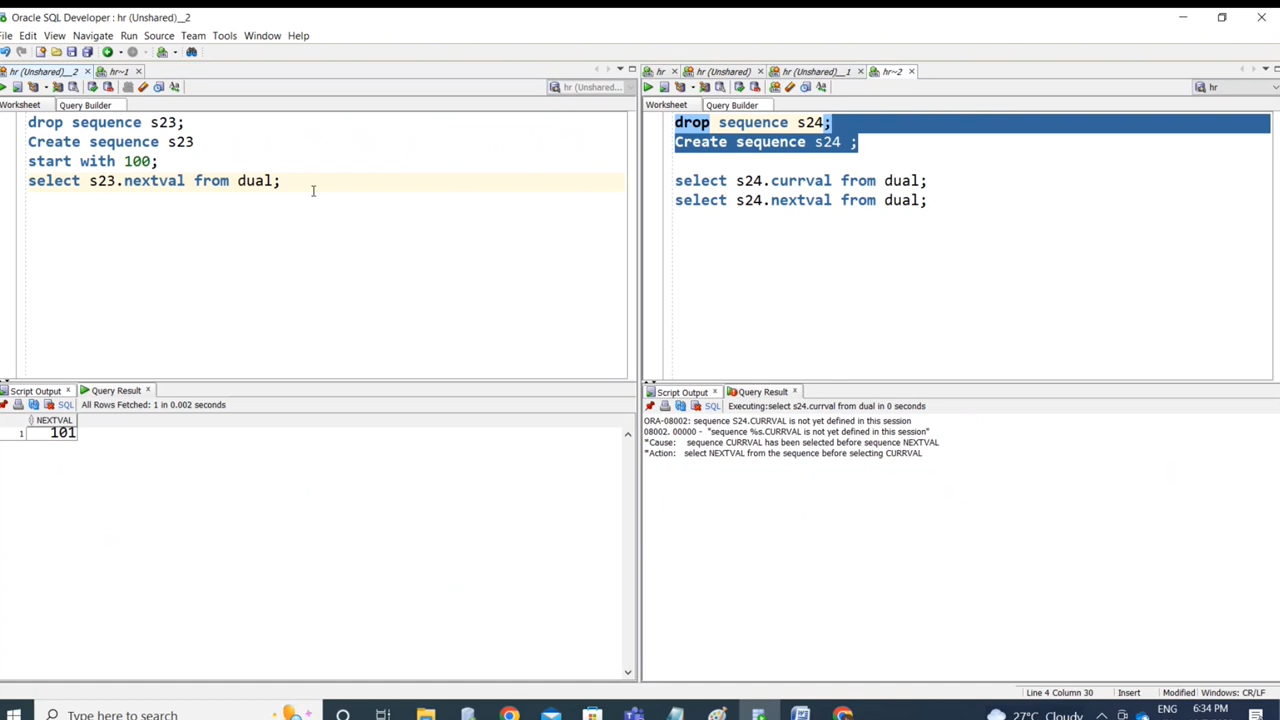 Oracle SQL Developer : hr (Unshared)__2
File Edit View Navigate Run Source Team Tools Window Help
hr (Unshared)__2 hr~1
hr (Unshared...
Worksheet Query Builder
drop sequence s23;
Create sequence s23
start with 100;
select s23.nextval from dual;
Script Output Query Result
SQL All Rows Fetched: 1 in 0.002 seconds
NEXTVAL
1 101
hr hr (Unshared) hr (Unshared)__1 hr~2
hr
Worksheet Query Builder
drop sequence s24;
Create sequence s24 ;
select s24.currval from dual;
select s24.nextval from dual;
Script Output Query Result
SQL Executing:select s24.currval from dual in 0 seconds
ORA-08002: sequence S24.CURRVAL is not yet defined in this session
08002. 00000 - "sequence %s.CURRVAL is not yet defined in this session"
*Cause: sequence CURRVAL has been selected before sequence NEXTVAL
*Action: select NEXTVAL from the sequence before selecting CURRVAL
Line 4 Column 30 Insert Modified Windows: CR/LF
Type here to search
27°C Cloudy ENG 6:34 PM